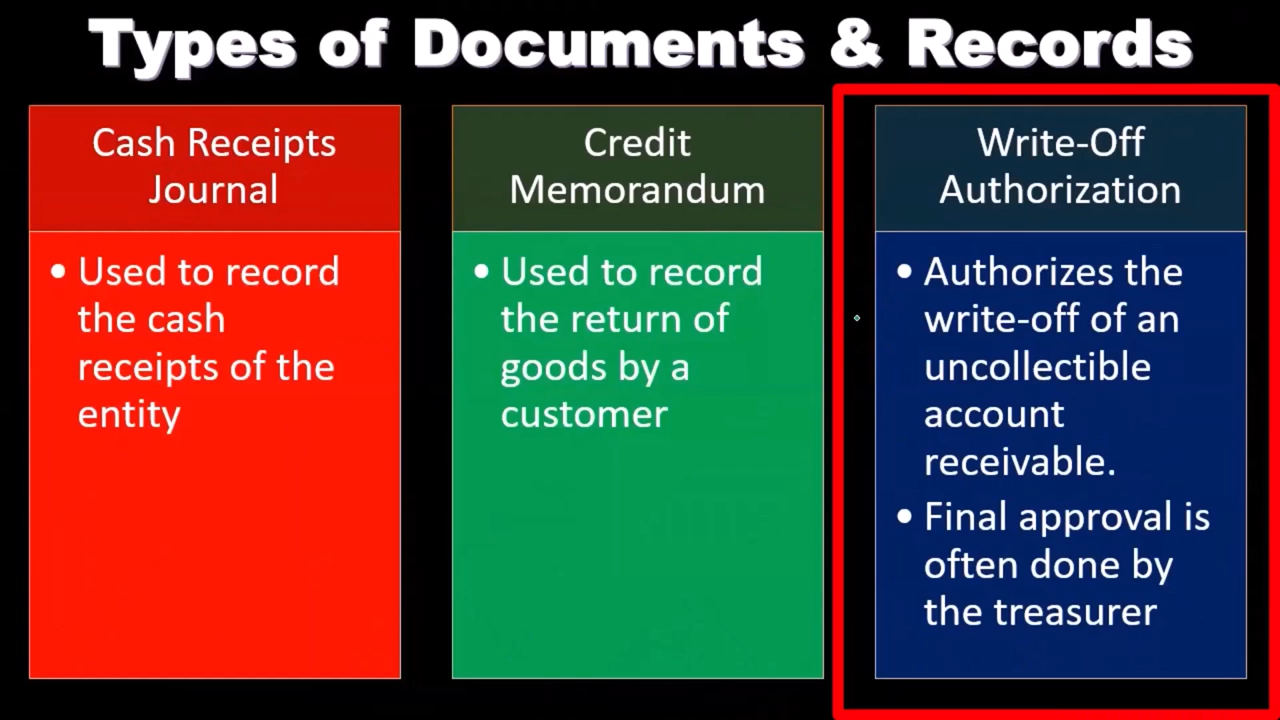 Types of Documents & Records
Cash Receipts
Journal
• Used to record
the cash
receipts of the
entity
Credit
Memorandum
• Used to record
the return of
goods by a
customer
Write-Off
Authorization
• Authorizes the
write-off of an
uncollectible
account
receivable.
• Final approval is
often done by
the treasurer